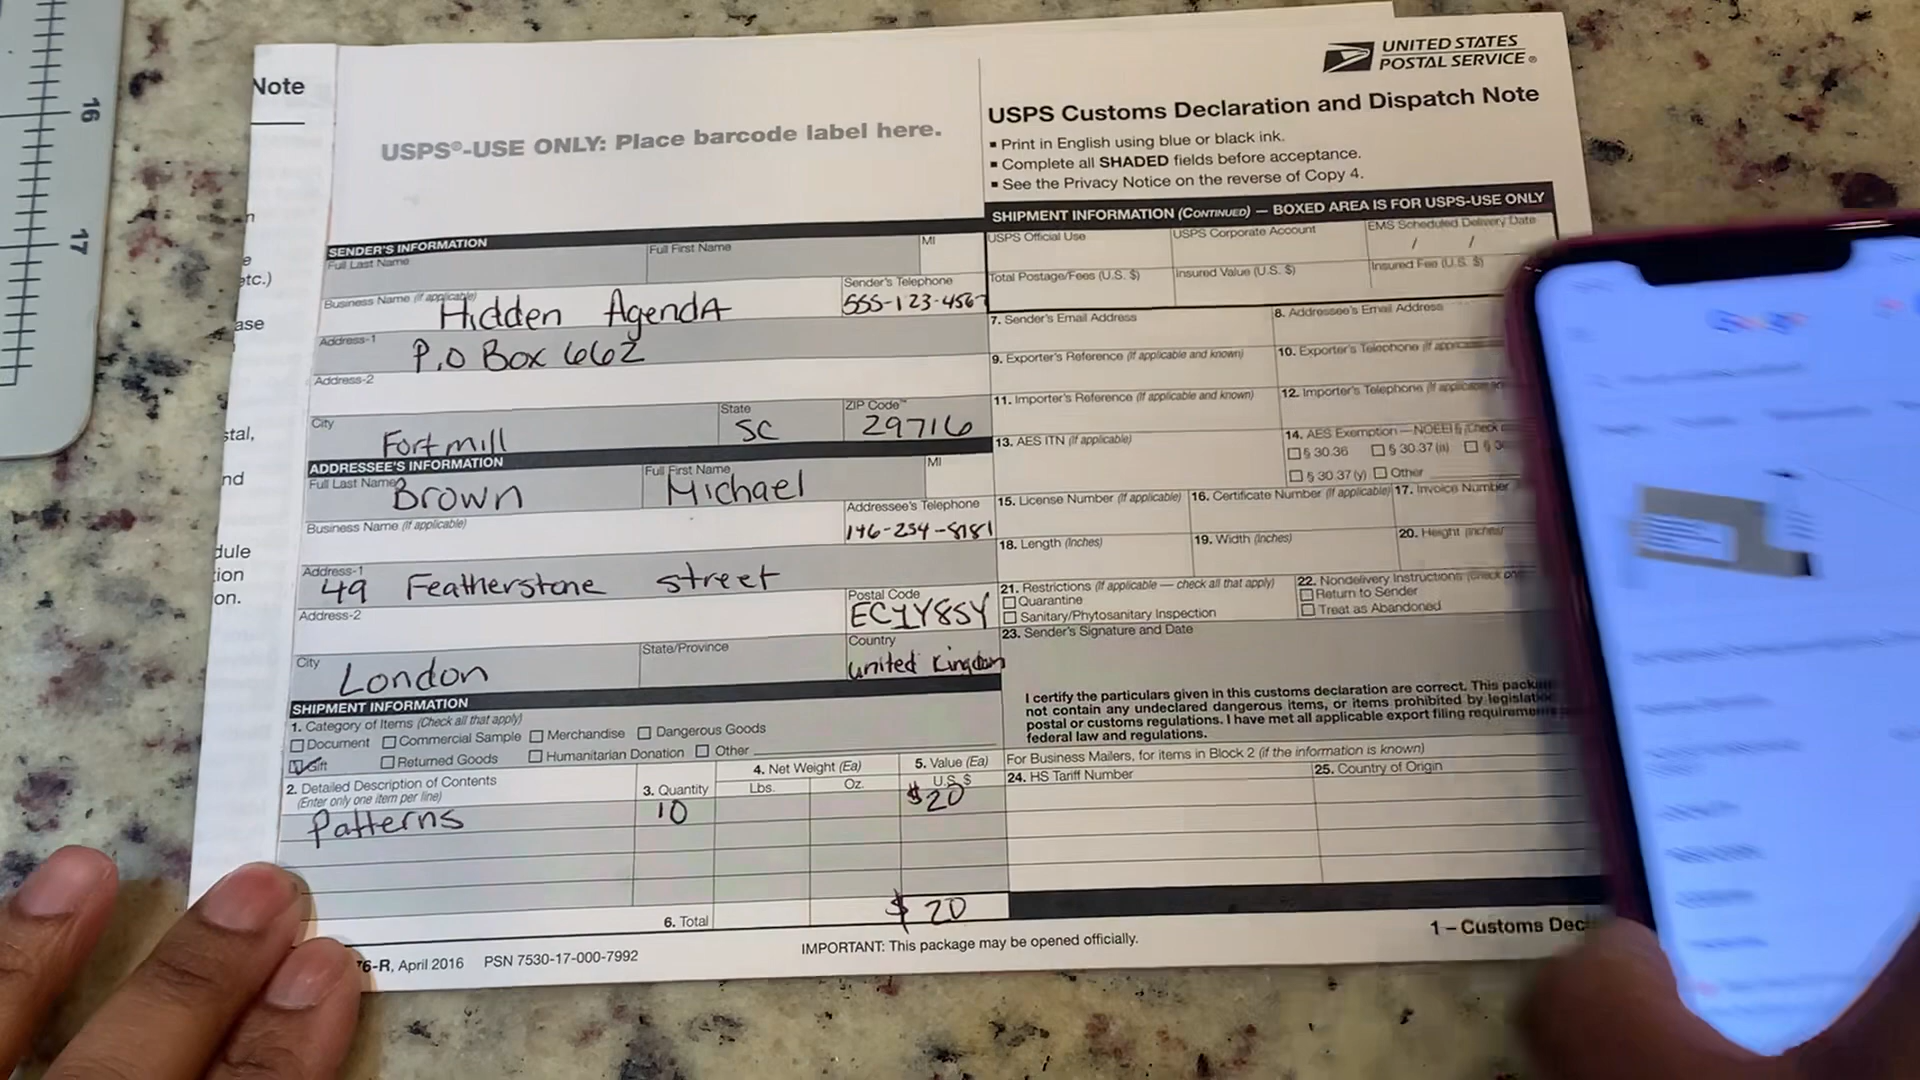 16
17
Note
etc.)
ase
stal,
nd
dule
tion
on.
UNITED STATES
POSTAL SERVICE®
USPS®-USE ONLY: Place barcode label here.
USPS Customs Declaration and Dispatch Note
▪ Print in English using blue or black ink.
▪ Complete all SHADED fields before acceptance.
▪ See the Privacy Notice on the reverse of Copy 4.
SENDER'S INFORMATION
Full Last Name Full First Name MI
Business Name (If applicable) Hidden AgendA
Sender's Telephone
555-123-4567
Address-1 P.O Box 662
Address-2
City Fortmill State SC ZIP Code™ 29716
ADDRESSEE'S INFORMATION
Full Last Name Brown Full First Name Michael MI
Business Name (If applicable)
Addressee's Telephone
146-254-8181
Address-1 49 Featherstone street
Address-2
Postal Code
EC1Y8SY
City London State/Province Country
united Kingdom
SHIPMENT INFORMATION
1. Category of Items (Check all that apply)
Document Commercial Sample Merchandise Dangerous Goods
Gift Returned Goods Humanitarian Donation Other
2. Detailed Description of Contents
(Enter only one item per line)
3. Quantity
4. Net Weight (Ea)
Lbs. Oz.
5. Value (Ea)
U.S $
Patterns 10 $20
6. Total $ 20
6-R, April 2016 PSN 7530-17-000-7992
IMPORTANT: This package may be opened officially.
SHIPMENT INFORMATION (CONTINUED) — BOXED AREA IS FOR USPS-USE ONLY
USPS Official Use USPS Corporate Account EMS Scheduled Delivery Date
/ /
Total Postage/Fees (U.S. $) Insured Value (U.S. $) Insured Fee (U.S. $)
7. Sender's Email Address 8. Addressee's Email Address
9. Exporter's Reference (If applicable and known) 10. Exporter's Telephone (If
11. Importer's Reference (If applicable and known) 12. Importer's Telephone (If
13. AES ITN (If applicable) 14. AES Exemption — NOEEI §
§ 30.36 § 30.37 (a) §
§ 30.37 (y) Other
15. License Number (If applicable) 16. Certificate Number (If applicable) 17. Invoice Number
18. Length (Inches) 19. Width (Inches) 20. Height (Inches)
21. Restrictions (If applicable — check all that apply) 22. Nondelivery Instructions
Quarantine Return to Sender
Sanitary/Phytosanitary Inspection Treat as Abandoned
23. Sender's Signature and Date
I certify the particulars given in this customs declaration are correct. This
not contain any undeclared dangerous items, or items prohibited by
postal or customs regulations. I have met all applicable export filing
federal law and regulations.
For Business Mailers, for items in Block 2 (if the information is known)
24. HS Tariff Number 25. Country of Origin
1 – Customs Dec